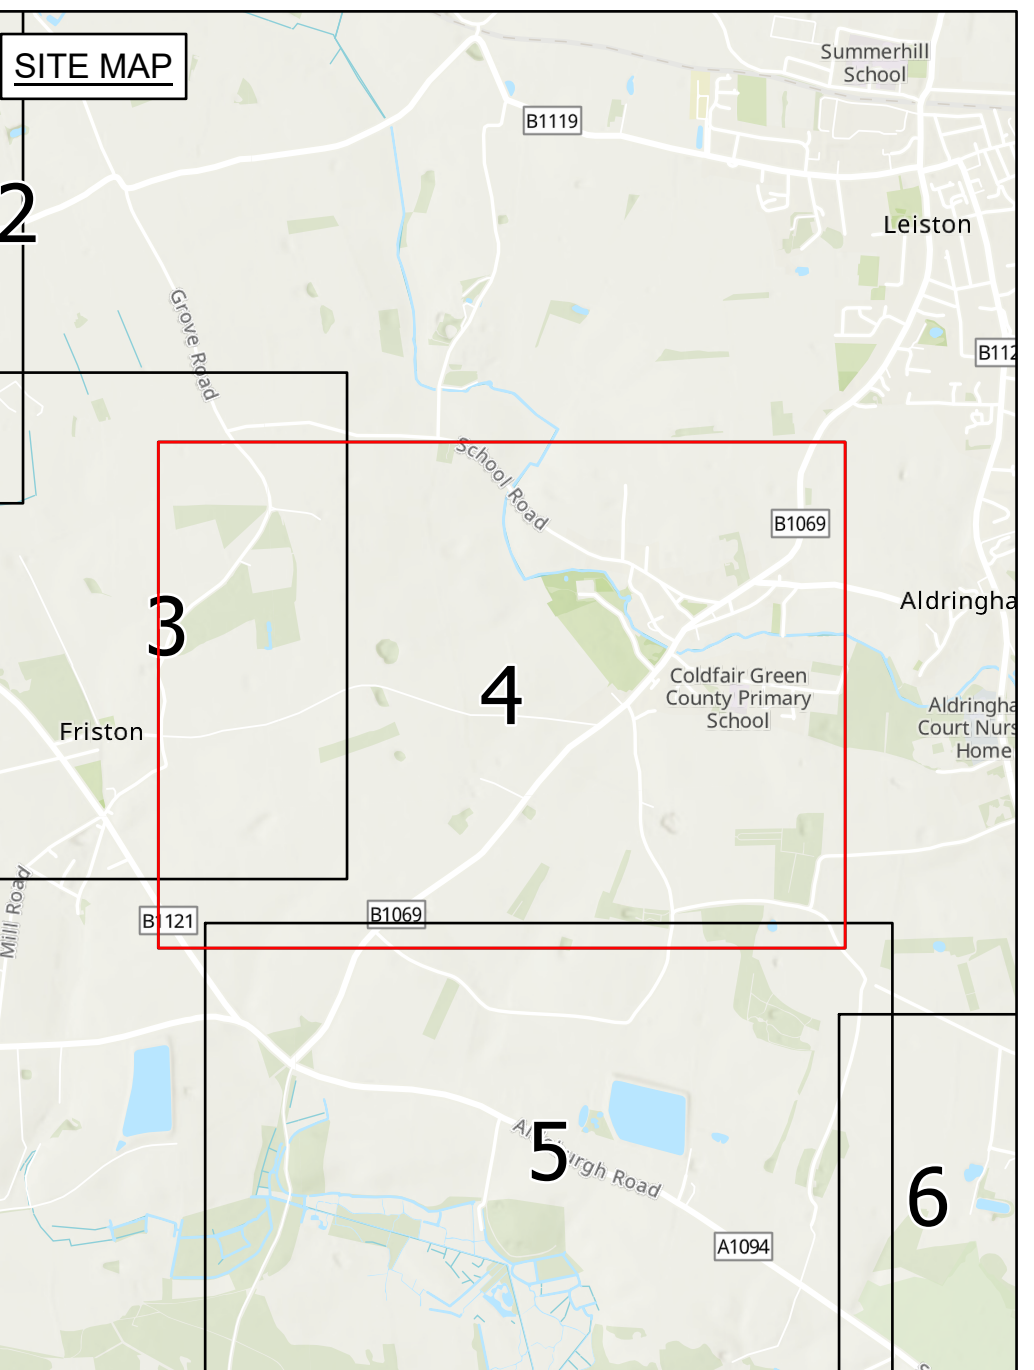 SITE MAP
Summerhill
School
B1119
2
Leiston
Grove Road
B112
School Road
B1069
3
Aldringha
4
Coldfair Green
County Primary
School
Friston
Aldringha
Court Nurs
Home
Mill Road
B1121
B1069
5
Aldeburgh Road
6
A1094